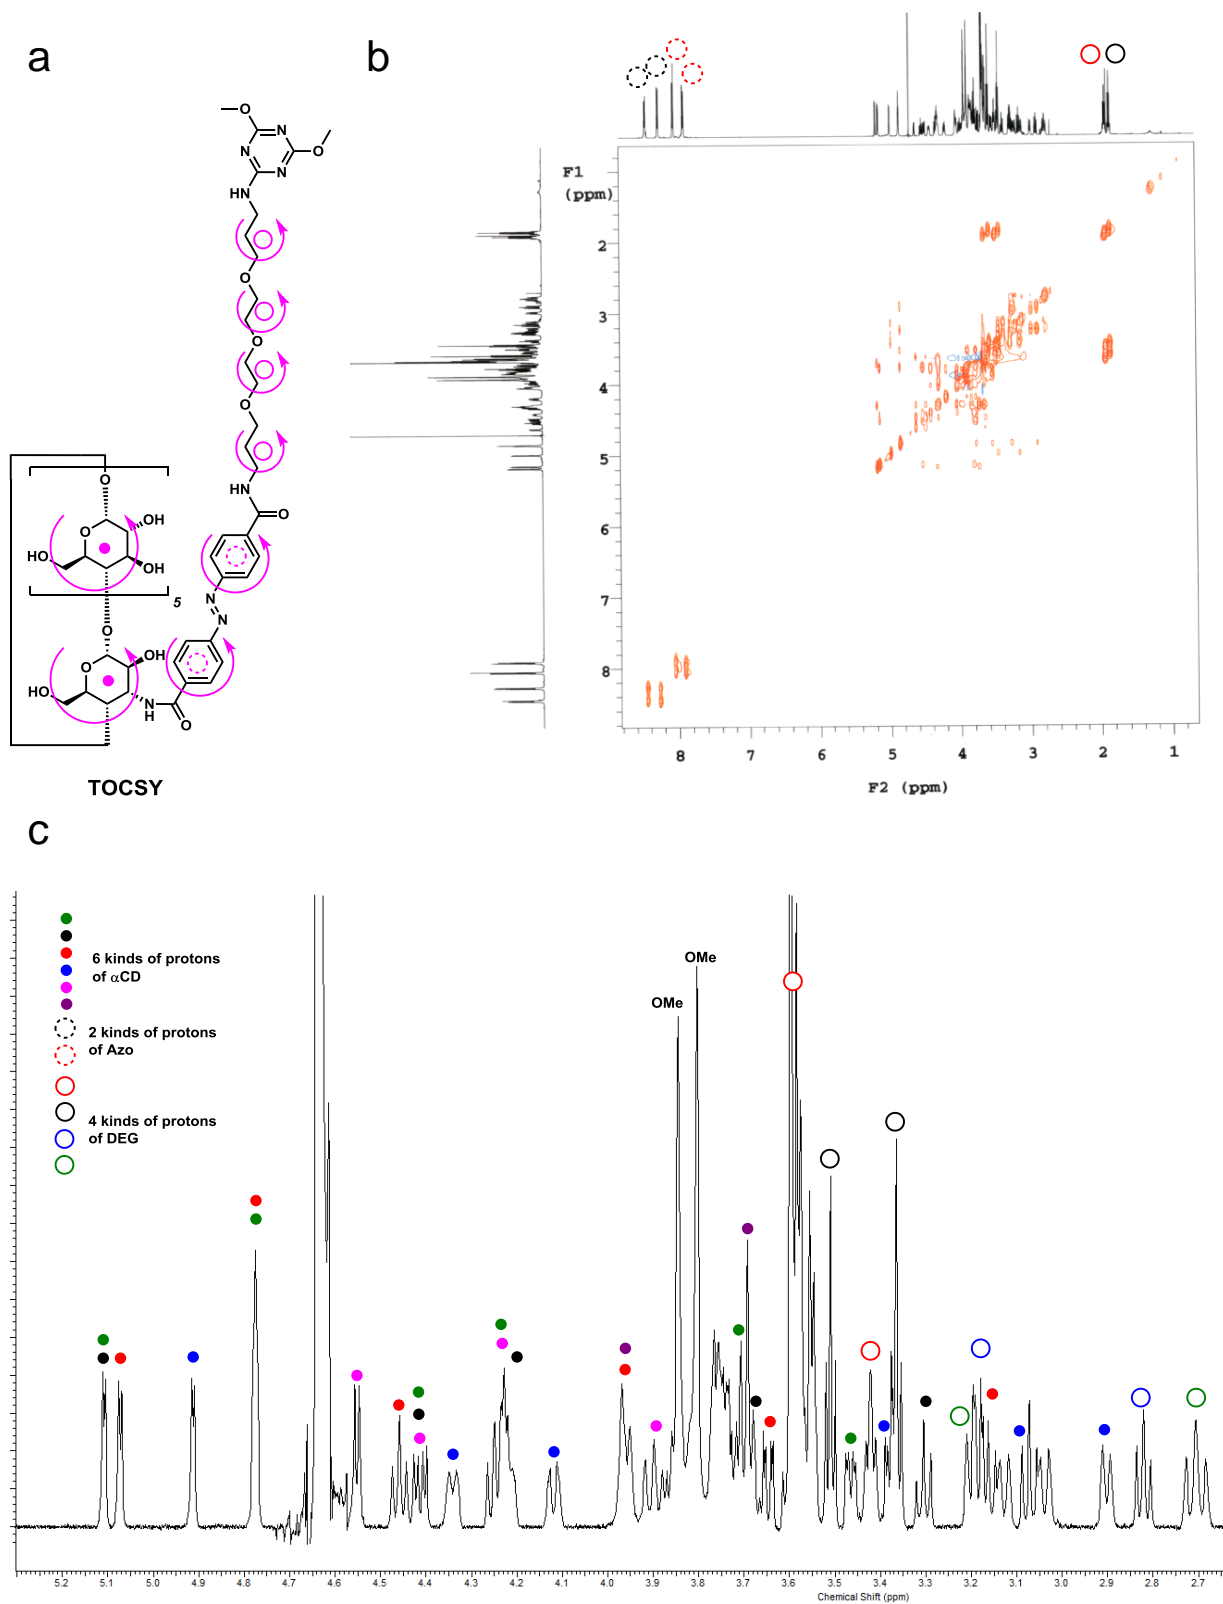 a
b
O
N
O
N
N
HN
O
O
O
HN
O
N
N
O
O
OH
HO
OH
5
O
O
OH
HO
N
H
O
TOCSY
F1
(ppm)
2
3
4
5
6
7
8
8
7
6
5
4
3
2
1
F2 (ppm)
c
6 kinds of protons
of αCD
2 kinds of protons
of Azo
4 kinds of protons
of DEG
OMe
OMe
5.2 5.1 5.0 4.9 4.8 4.7 4.6 4.5 4.4 4.3 4.2 4.1 4.0 3.9 3.8 3.7 3.6 3.5 3.4 3.3 3.2 3.1 3.0 2.9 2.8 2.7
Chemical Shift (ppm)